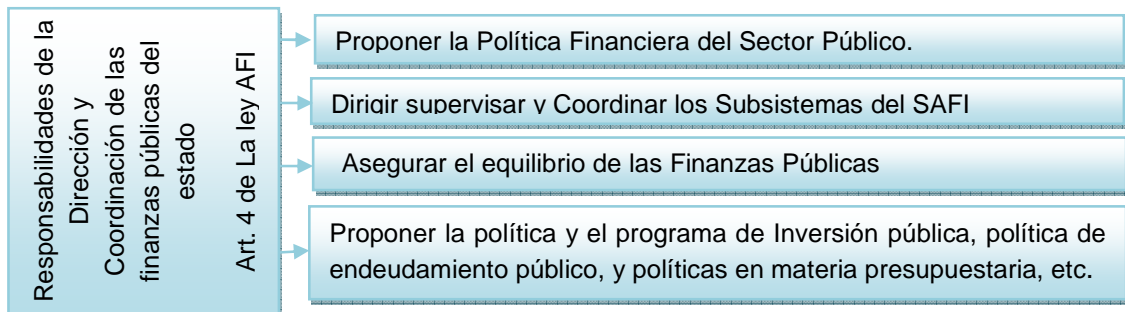 Responsabilidades de la
Dirección y
Coordinación de las
finanzas públicas del
estado
Art. 4 de La ley AFI
Proponer la Política Financiera del Sector Público.
Dirigir supervisar y Coordinar los Subsistemas del SAFI
Asegurar el equilibrio de las Finanzas Públicas
Proponer la política y el programa de Inversión pública, política de
endeudamiento público, y políticas en materia presupuestaria, etc.